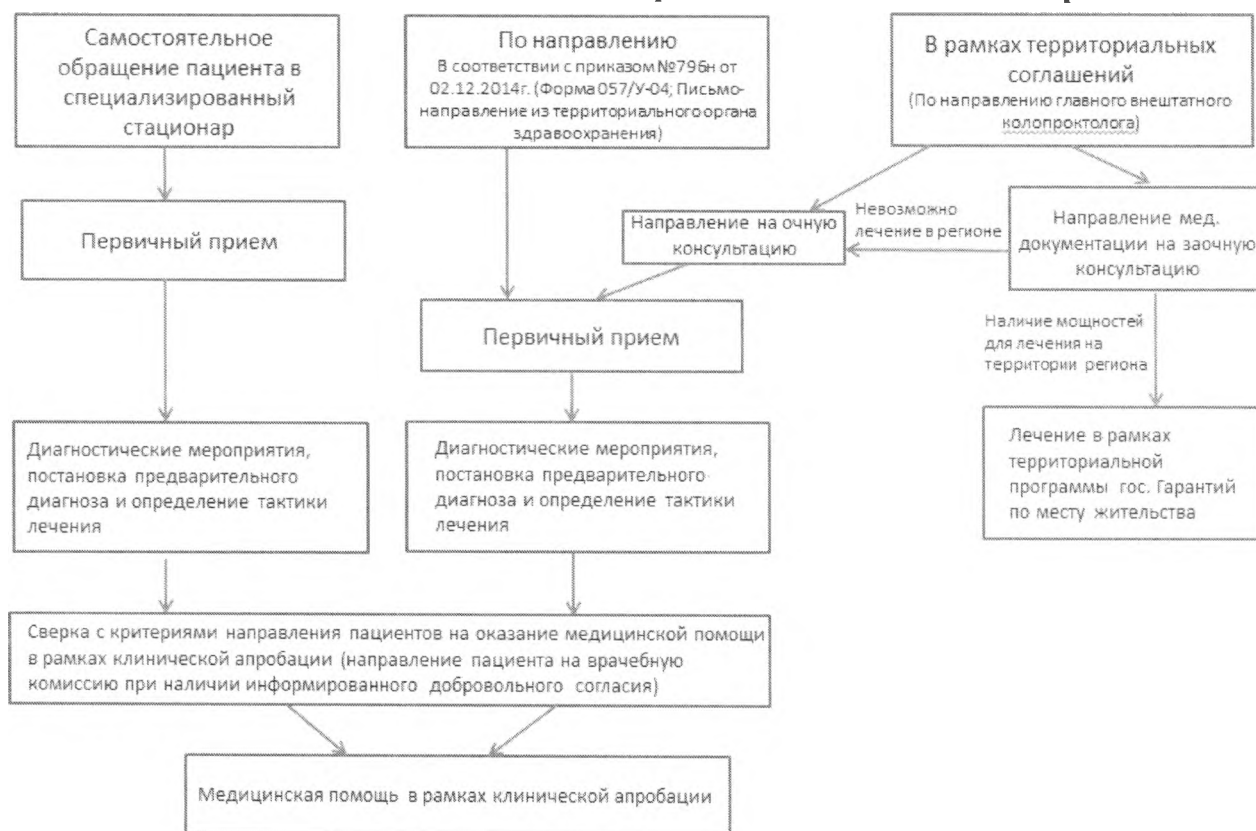 Самостоятельное
обращение пациента в
специализированный
стационар
По направлению
В соответствии с приказом №796н от
02.12.2014г. (Форма 057/У-04; Письмо-
направление из территориального органа
здравоохранения)
В рамках территориальных
соглашений
(По направлению главного внештатного
колопроктолога)
Первичный прием
Направление на очную
консультацию
Невозможно
лечение в регионе
Направление мед.
документации на заочную
консультацию
Первичный прием
Наличие мощностей
для лечения на
территории региона
Диагностические мероприятия,
постановка предварительного
диагноза и определение тактики
лечения
Диагностические мероприятия,
постановка предварительного
диагноза и определение тактики
лечения
Лечение в рамках
территориальной
программы гос. Гарантий
по месту жительства
Сверка с критериями направления пациентов на оказание медицинской помощи
в рамках клинической апробации (направление пациента на врачебную
комиссию при наличии информированного добровольного согласия)
Медицинская помощь в рамках клинической апробации